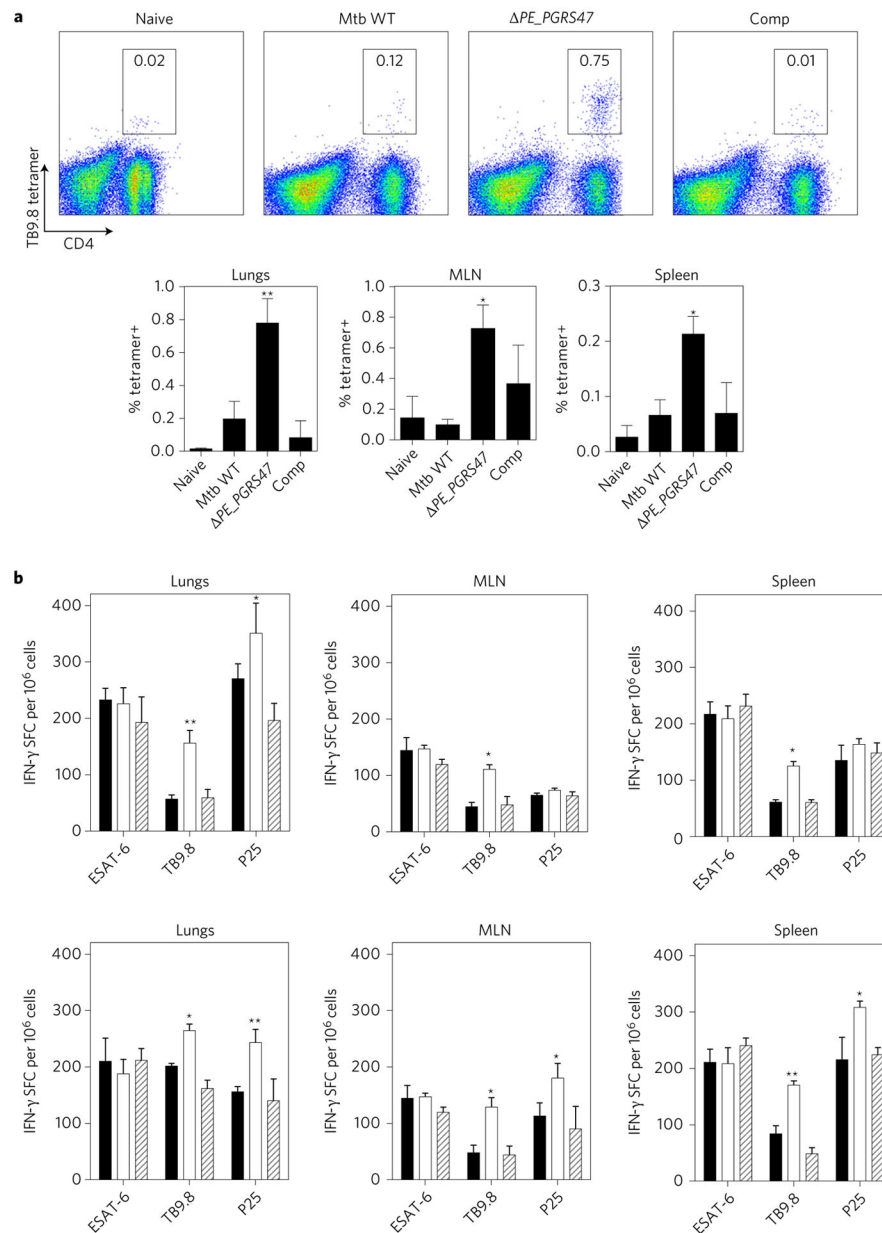 a
Naive Mtb WT ΔPE_PGRS47 Comp
0.02 0.12 0.75 0.01
TB9.8 tetramer
CD4
Lungs MLN Spleen
% tetramer+
1.0
0.8
0.6
0.4
0.2
0.0
Naive
Mtb WT
ΔPE_PGRS47
Comp
**
% tetramer+
1.0
0.8
0.6
0.4
0.2
0.0
Naive
Mtb WT
ΔPE_PGRS47
Comp
*
% tetramer+
0.3
0.2
0.1
0.0
Naive
Mtb WT
ΔPE_PGRS47
Comp
*
b
Lungs
IFN-γ SFC per 10⁶ cells
400
300
200
100
0
** *
ESAT-6
TB9.8
P25
MLN
IFN-γ SFC per 10⁶ cells
400
300
200
100
0
*
ESAT-6
TB9.8
P25
Spleen
IFN-γ SFC per 10⁶ cells
400
300
200
100
0
*
ESAT-6
TB9.8
P25
Lungs
IFN-γ SFC per 10⁶ cells
400
300
200
100
0
* **
ESAT-6
TB9.8
P25
MLN
IFN-γ SFC per 10⁶ cells
400
300
200
100
0
* *
ESAT-6
TB9.8
P25
Spleen
IFN-γ SFC per 10⁶ cells
400
300
200
100
0
** *
ESAT-6
TB9.8
P25